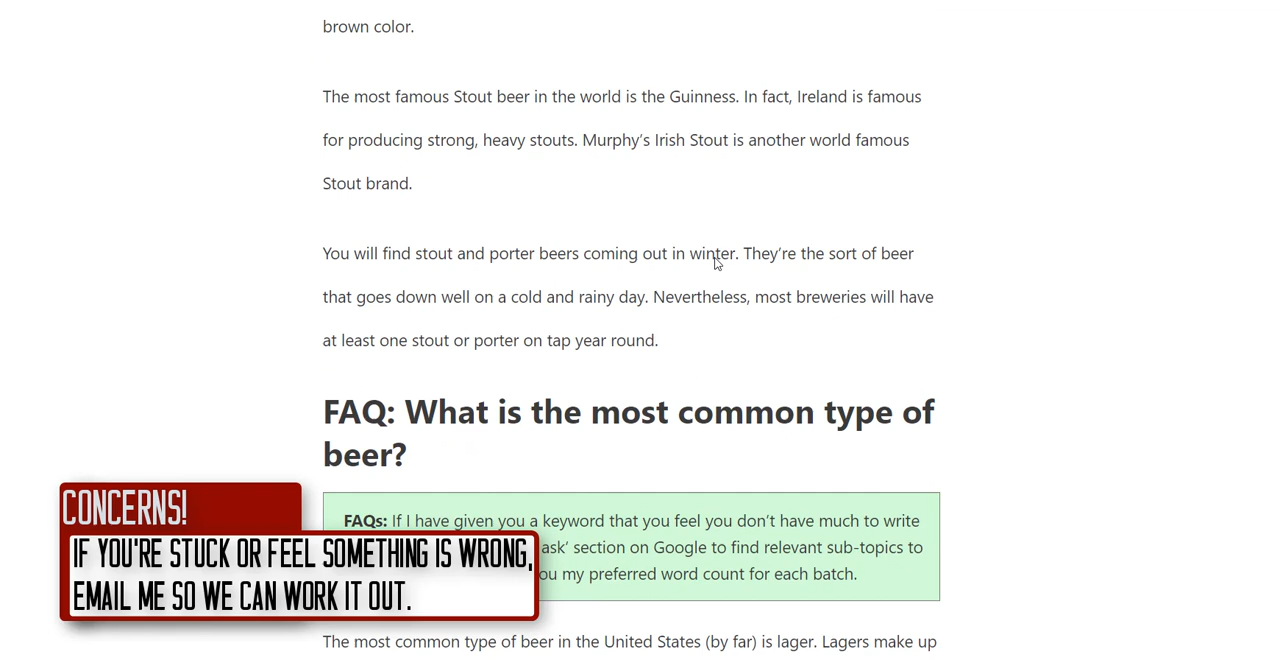 brown color.
The most famous Stout beer in the world is the Guinness. In fact, Ireland is famous
for producing strong, heavy stouts. Murphy’s Irish Stout is another world famous
Stout brand.
You will find stout and porter beers coming out in winter. They’re the sort of beer
that goes down well on a cold and rainy day. Nevertheless, most breweries will have
at least one stout or porter on tap year round.
FAQ: What is the most common type of
beer?
FAQs: If I have given you a keyword that you feel you don’t have much to write
ask’ section on Google to find relevant sub-topics to
ou my preferred word count for each batch.
CONCERNS!
IF YOU'RE STUCK OR FEEL SOMETHING IS WRONG,
EMAIL ME SO WE CAN WORK IT OUT.
The most common type of beer in the United States (by far) is lager. Lagers make up